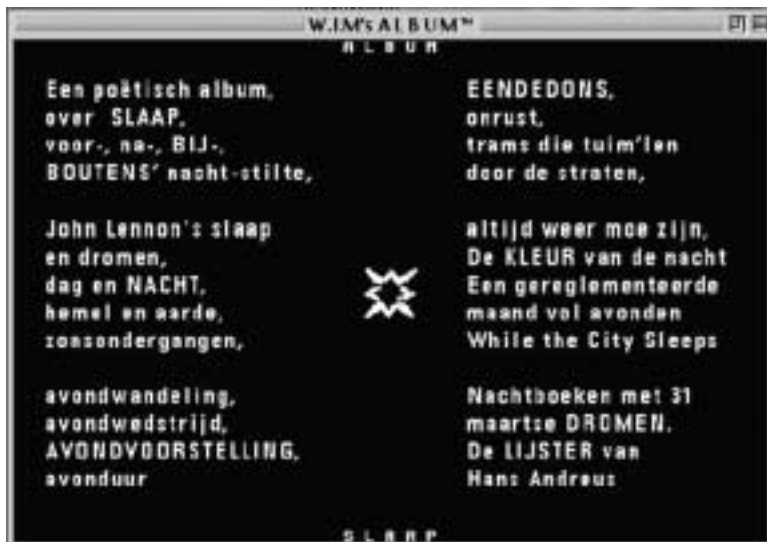 W.IM's ALBUM™
ALBUM
Een poëtisch album,
over SLAAP,
voor-, na-, BIJ-,
BOUTENS' nacht-stilte,
John Lennon's slaap
en dromen,
dag en NACHT,
hemel en aarde,
zonsondergangen,
avondwandeling,
avondwedstrijd,
AVONDVOORSTELLING,
avonduur
EENDEDONS,
onrust,
trams die tuim'len
door de straten,
altijd weer moe zijn,
De KLEUR van de nacht
Een gereglementeerde
maand vol avonden
While the City Sleeps
Nachtboeken met 31
maartse DROMEN.
De LIJSTER van
Hans Andreus
SLAAP